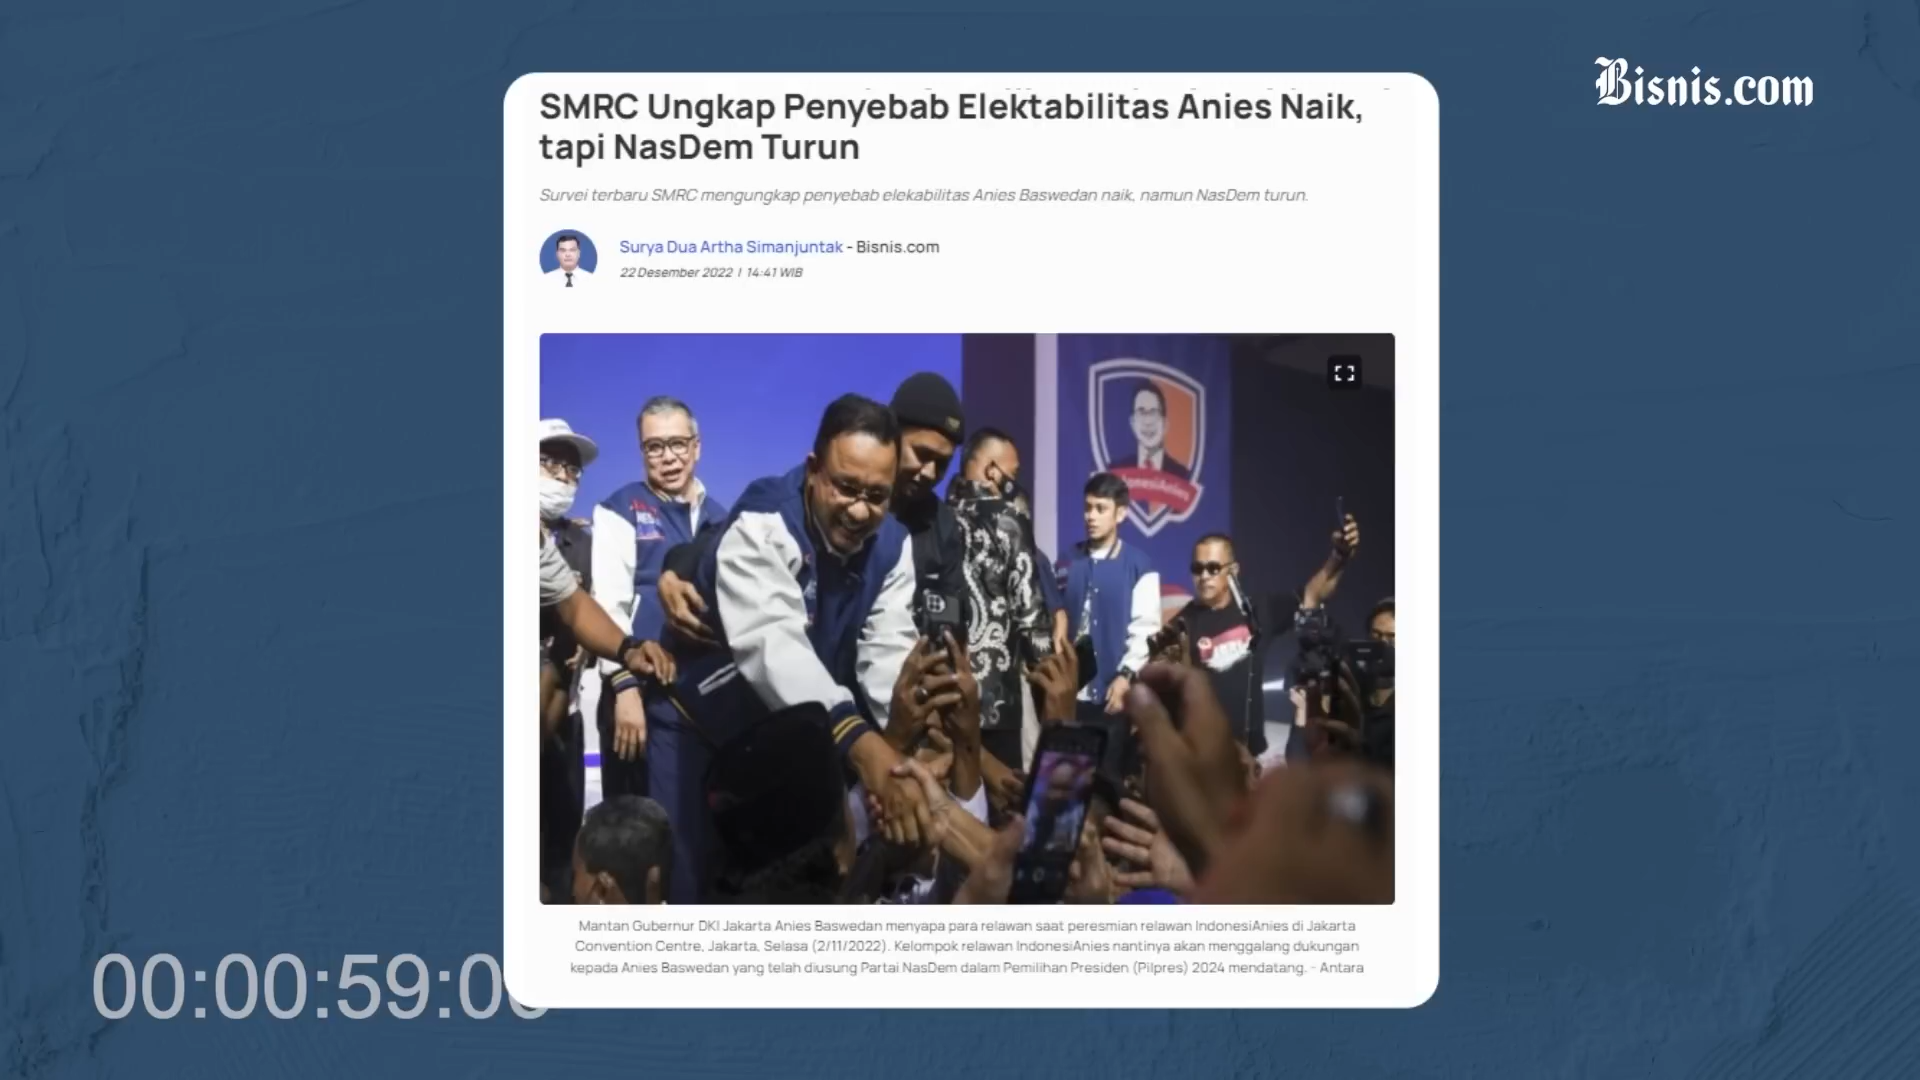 Bisnis.com
SMRC Ungkap Penyebab Elektabilitas Anies Naik,
tapi NasDem Turun
Survei terbaru SMRC mengungkap penyebab elekabilitas Anies Baswedan naik, namun NasDem turun.
Surya Dua Artha Simanjuntak - Bisnis.com
22 Desember 2022 | 14:41 WIB
Mantan Gubernur DKI Jakarta Anies Baswedan menyapa para relawan saat peresmian relawan IndonesiAnies di Jakarta
Convention Centre, Jakarta, Selasa (2/11/2022). Kelompok relawan IndonesiAnies nantinya akan menggalang dukungan
kepada Anies Baswedan yang telah diusung Partai NasDem dalam Pemilihan Presiden (Pilpres) 2024 mendatang. - Antara
00:00:59:0